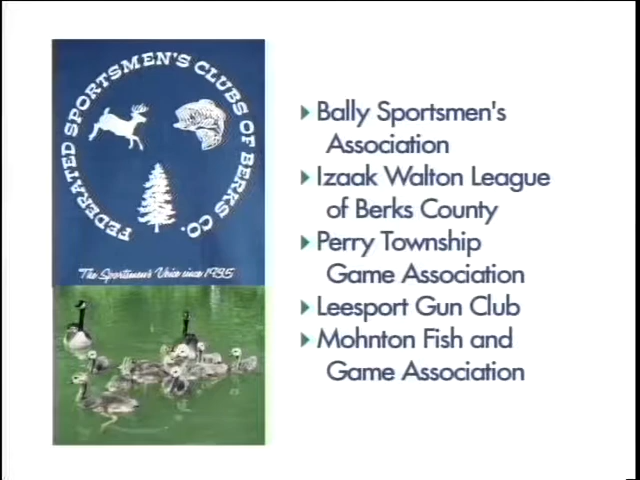 FEDERATED SPORTSMEN'S CLUBS OF BERKS CO.
The Sportsmen's Voice since 1935
Bally Sportsmen's
Association
Izaak Walton League
of Berks County
Perry Township
Game Association
Leesport Gun Club
Mohnton Fish and
Game Association